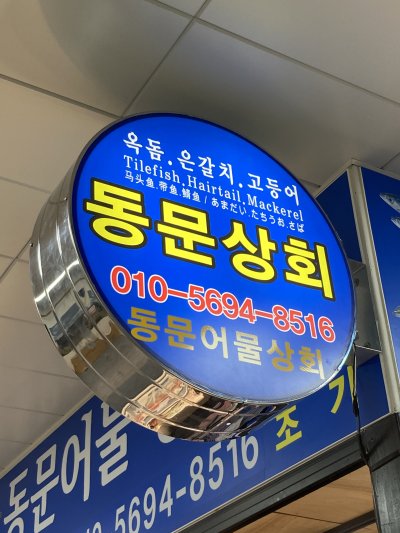 옥돔.은갈치.고등어
Tilefish.Hairtail.Mackerel
马头鱼.带鱼.鲭鱼 / あまだい.たちうお.さば
동문상회
010-5694-8516
동문어물상회
동문어물
조기
5694-8516